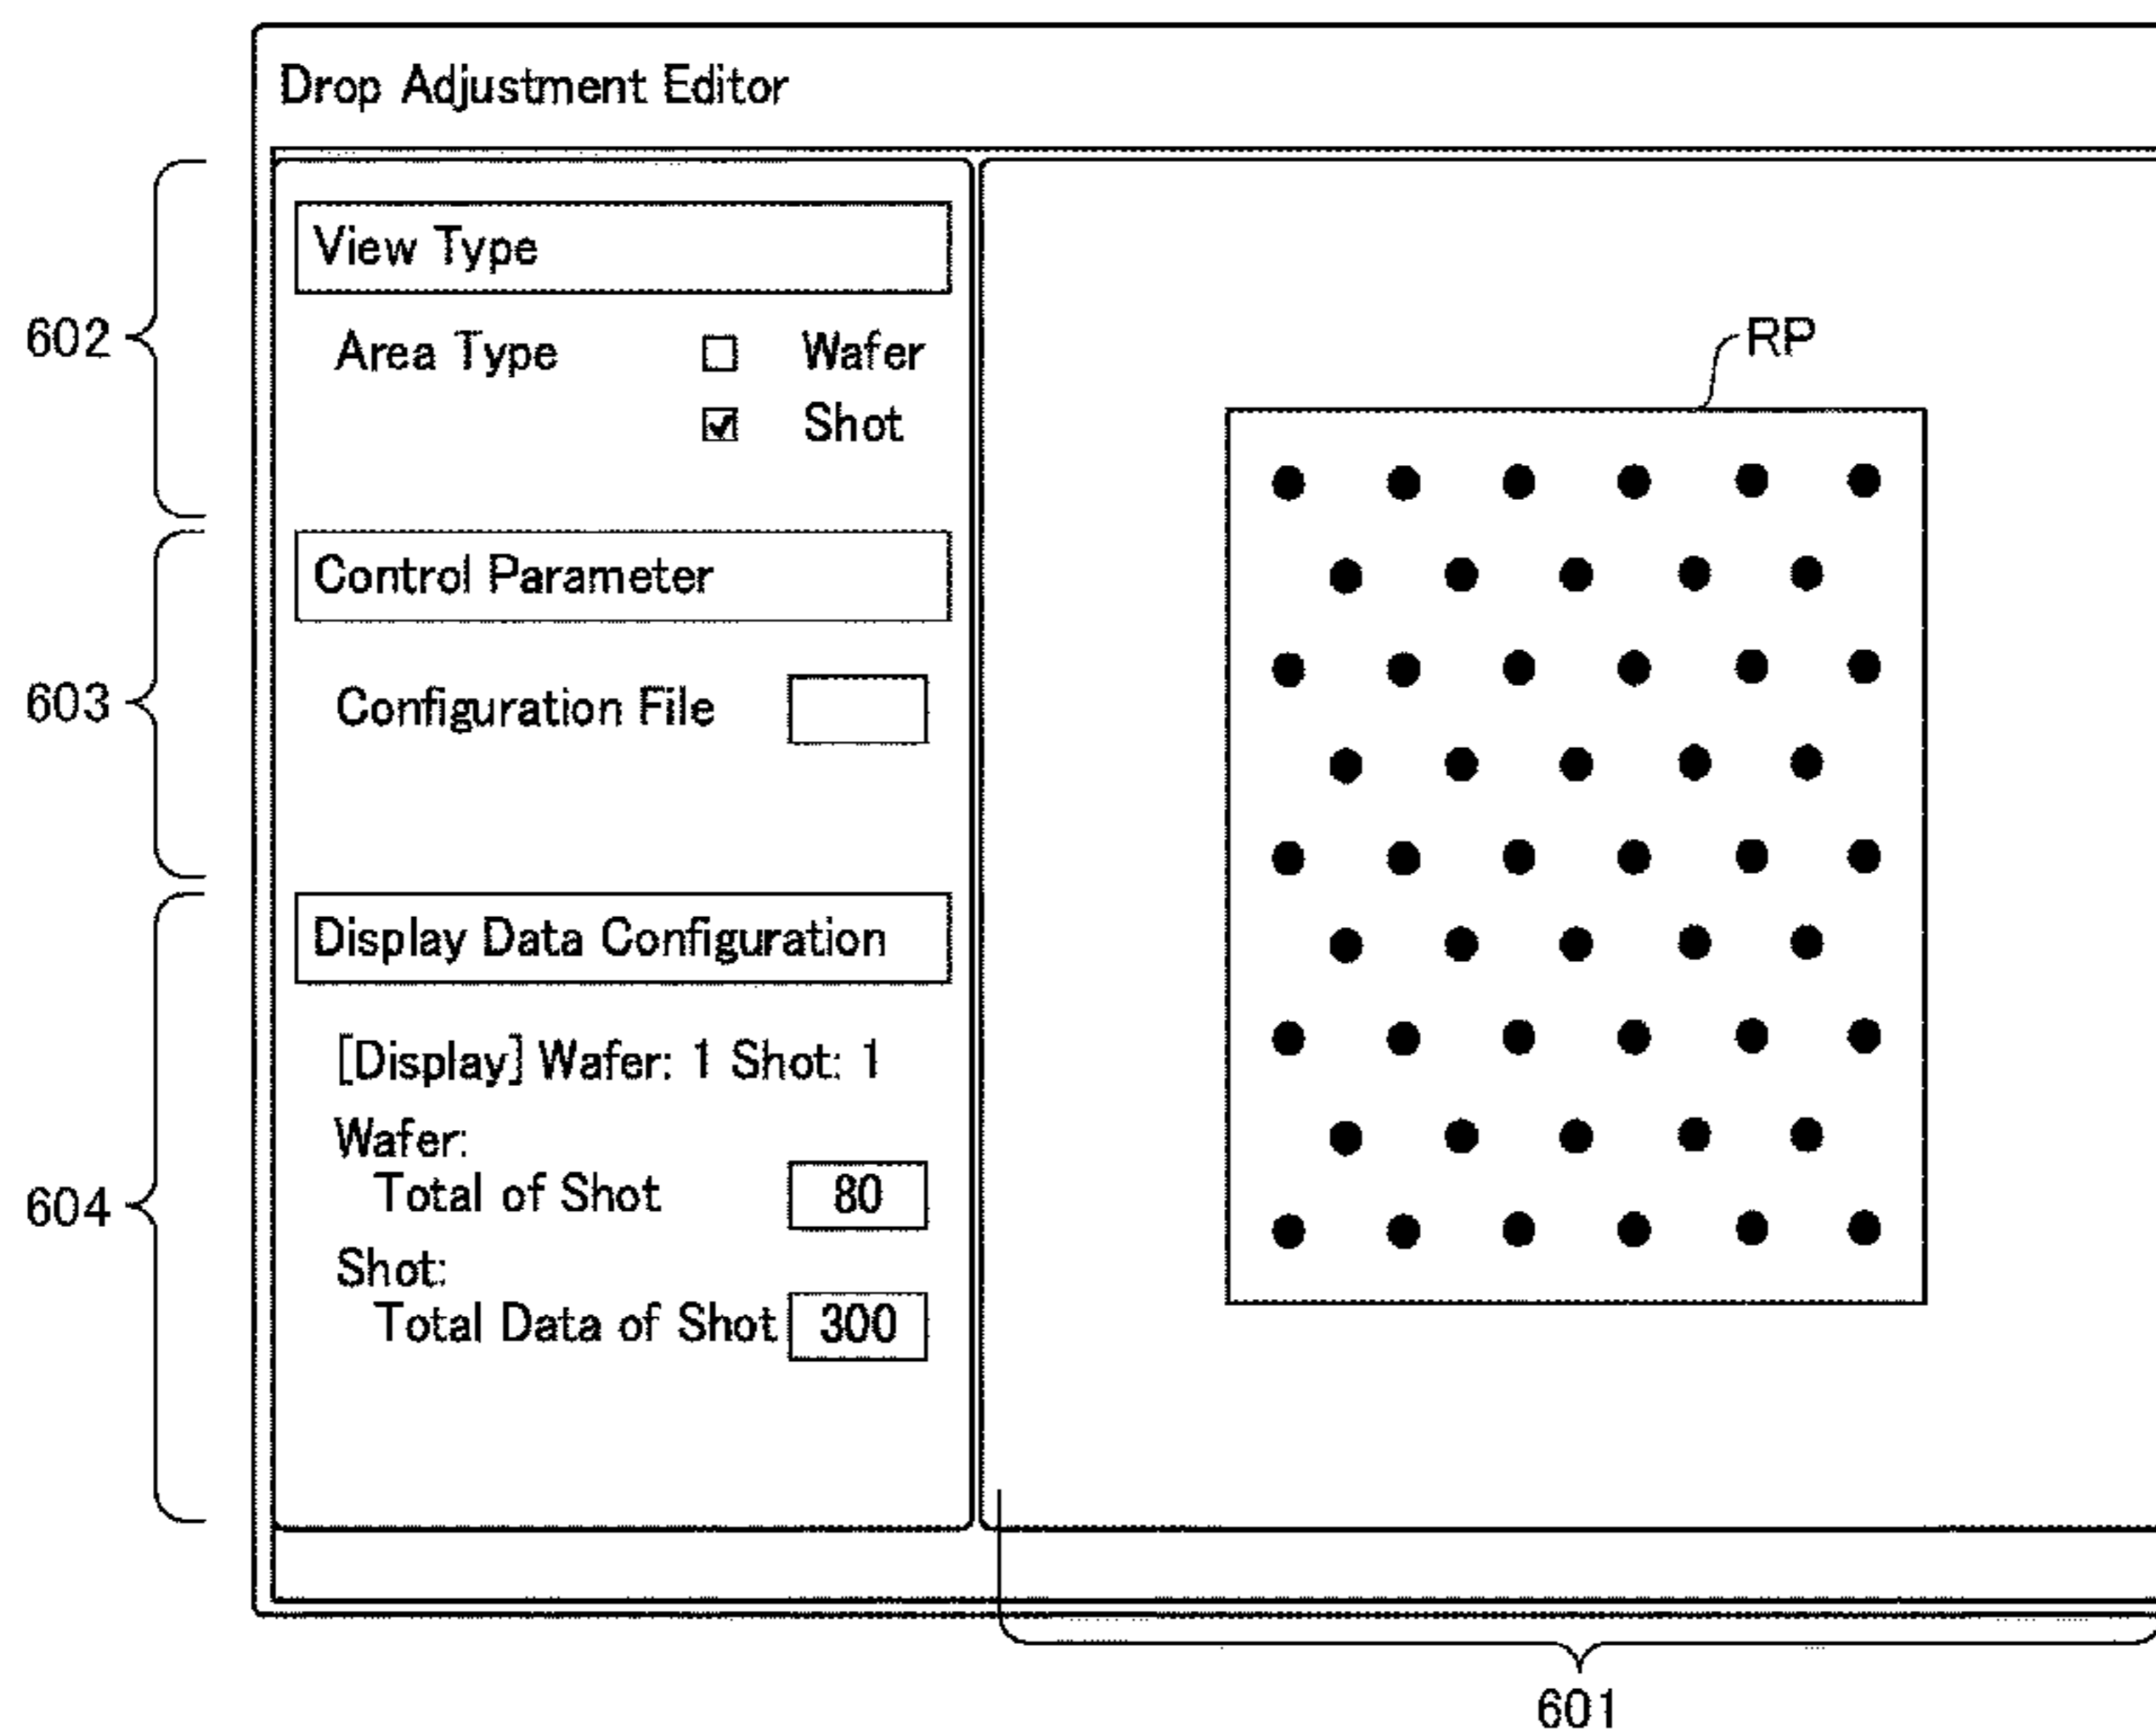 Drop Adjustment Editor
602
View Type
Area Type Wafer
Shot
603
Control Parameter
Configuration File
604
Display Data Configuration
[Display] Wafer: 1 Shot: 1
Wafer:
Total of Shot 80
Shot:
Total Data of Shot 300
RP
601